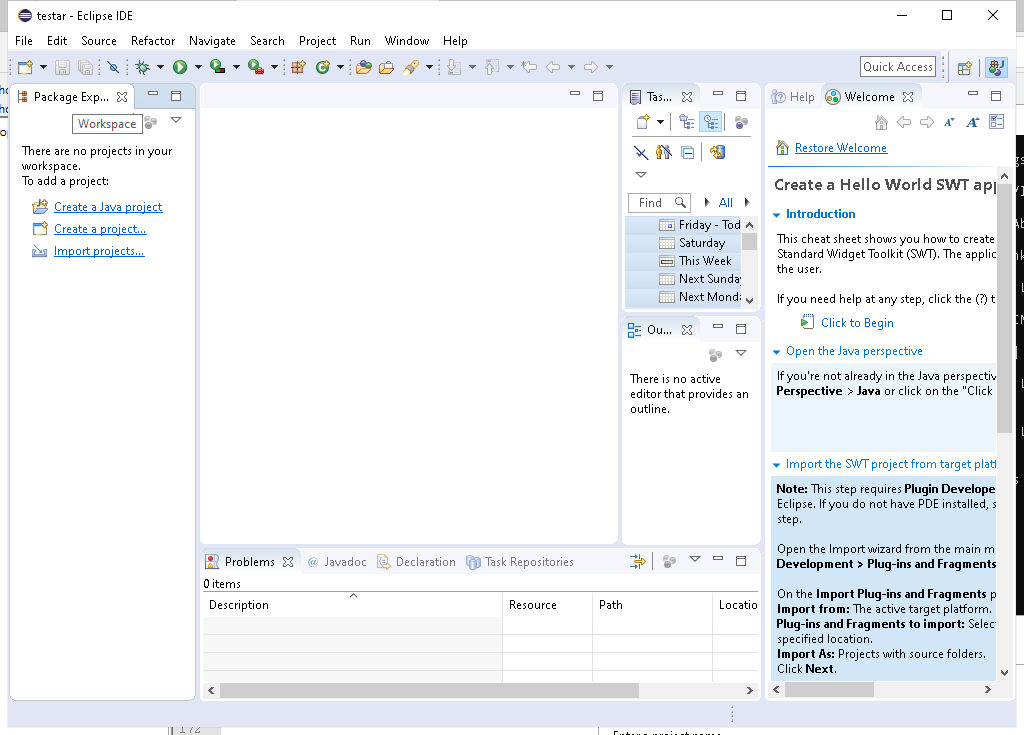 testar - Eclipse IDE
File Edit Source Refactor Navigate Search Project Run Window Help
Quick Access
Package Exp...
Workspace
There are no projects in your
workspace.
To add a project:
Create a Java project
Create a project...
Import projects...
Tas...
Find
All
Friday - Tod
Saturday
This Week
Next Sunda
Next Monda
Ou...
There is no active
editor that provides an
outline.
Help Welcome
Restore Welcome
Create a Hello World SWT app
Introduction
This cheat sheet shows you how to create
Standard Widget Toolkit (SWT). The applic
the user.
If you need help at any step, click the (?) t
Click to Begin
Open the Java perspective
If you're not already in the Java perspectiv
Perspective > Java or click on the "Click
Import the SWT project from target platf
Note: This step requires Plugin Develope
Eclipse. If you do not have PDE installed, s
step.
Open the Import wizard from the main m
Development > Plug-ins and Fragments
On the Import Plug-ins and Fragments p
Import from: The active target platform.
Plug-ins and Fragments to import: Selec
specified location.
Import As: Projects with source folders.
Click Next.
Problems @ Javadoc Declaration Task Repositories
0 items
Description Resource Path Locatio
172
Enter a project name